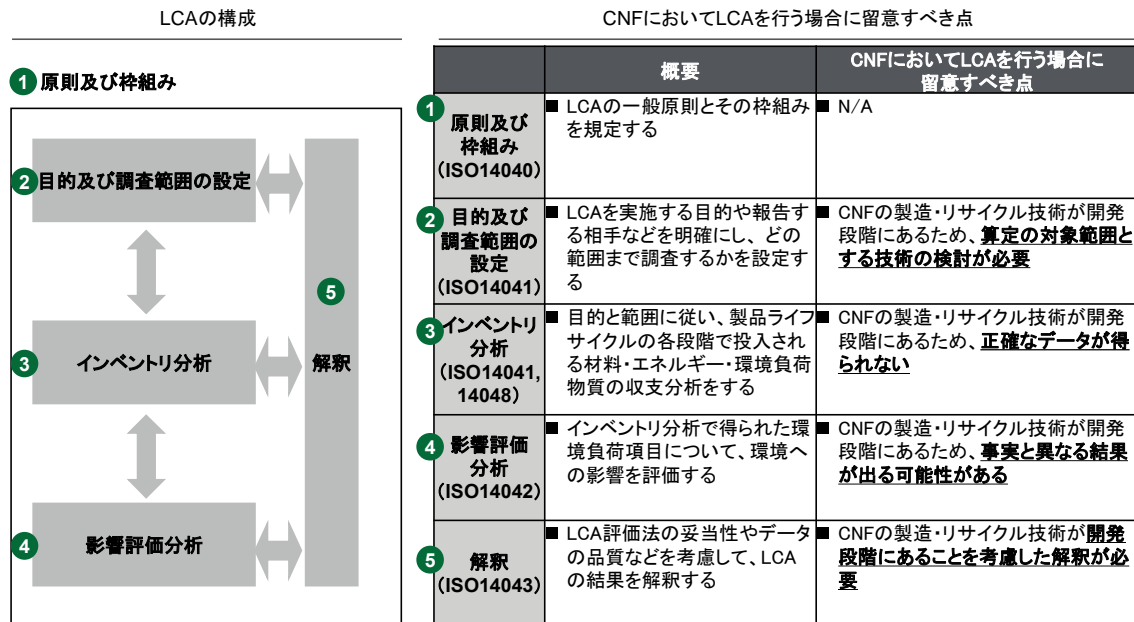 LCAの構成
CNFにおいてLCAを行う場合に留意すべき点
1 原則及び枠組み
2 目的及び調査範囲の設定
5
3 インベントリ分析
解釈
4 影響評価分析
概要
CNFにおいてLCAを行う場合に
留意すべき点
1
原則及び
枠組み
(ISO14040)
■ LCAの一般原則とその枠組み
を規定する
■ N/A
2
目的及び
調査範囲の
設定
(ISO14041)
■ LCAを実施する目的や報告す
る相手などを明確にし、どの
範囲まで調査するかを設定す
る
■ CNFの製造・リサイクル技術が開発
段階にあるため、算定の対象範囲と
する技術の検討が必要
3
インベントリ
分析
(ISO14041,
14048)
■ 目的と範囲に従い、製品ライフ
サイクルの各段階で投入され
る材料・エネルギー・環境負荷
物質の収支分析をする
■ CNFの製造・リサイクル技術が開発
段階にあるため、正確なデータが得
られない
4
影響評価
分析
(ISO14042)
■ インベントリ分析で得られた環
境負荷項目について、環境へ
の影響を評価する
■ CNFの製造・リサイクル技術が開発
段階にあるため、事実と異なる結果
が出る可能性がある
5
解釈
(ISO14043)
■ LCA評価法の妥当性やデータ
の品質などを考慮して、LCA
の結果を解釈する
■ CNFの製造・リサイクル技術が開発
段階にあることを考慮した解釈が必
要